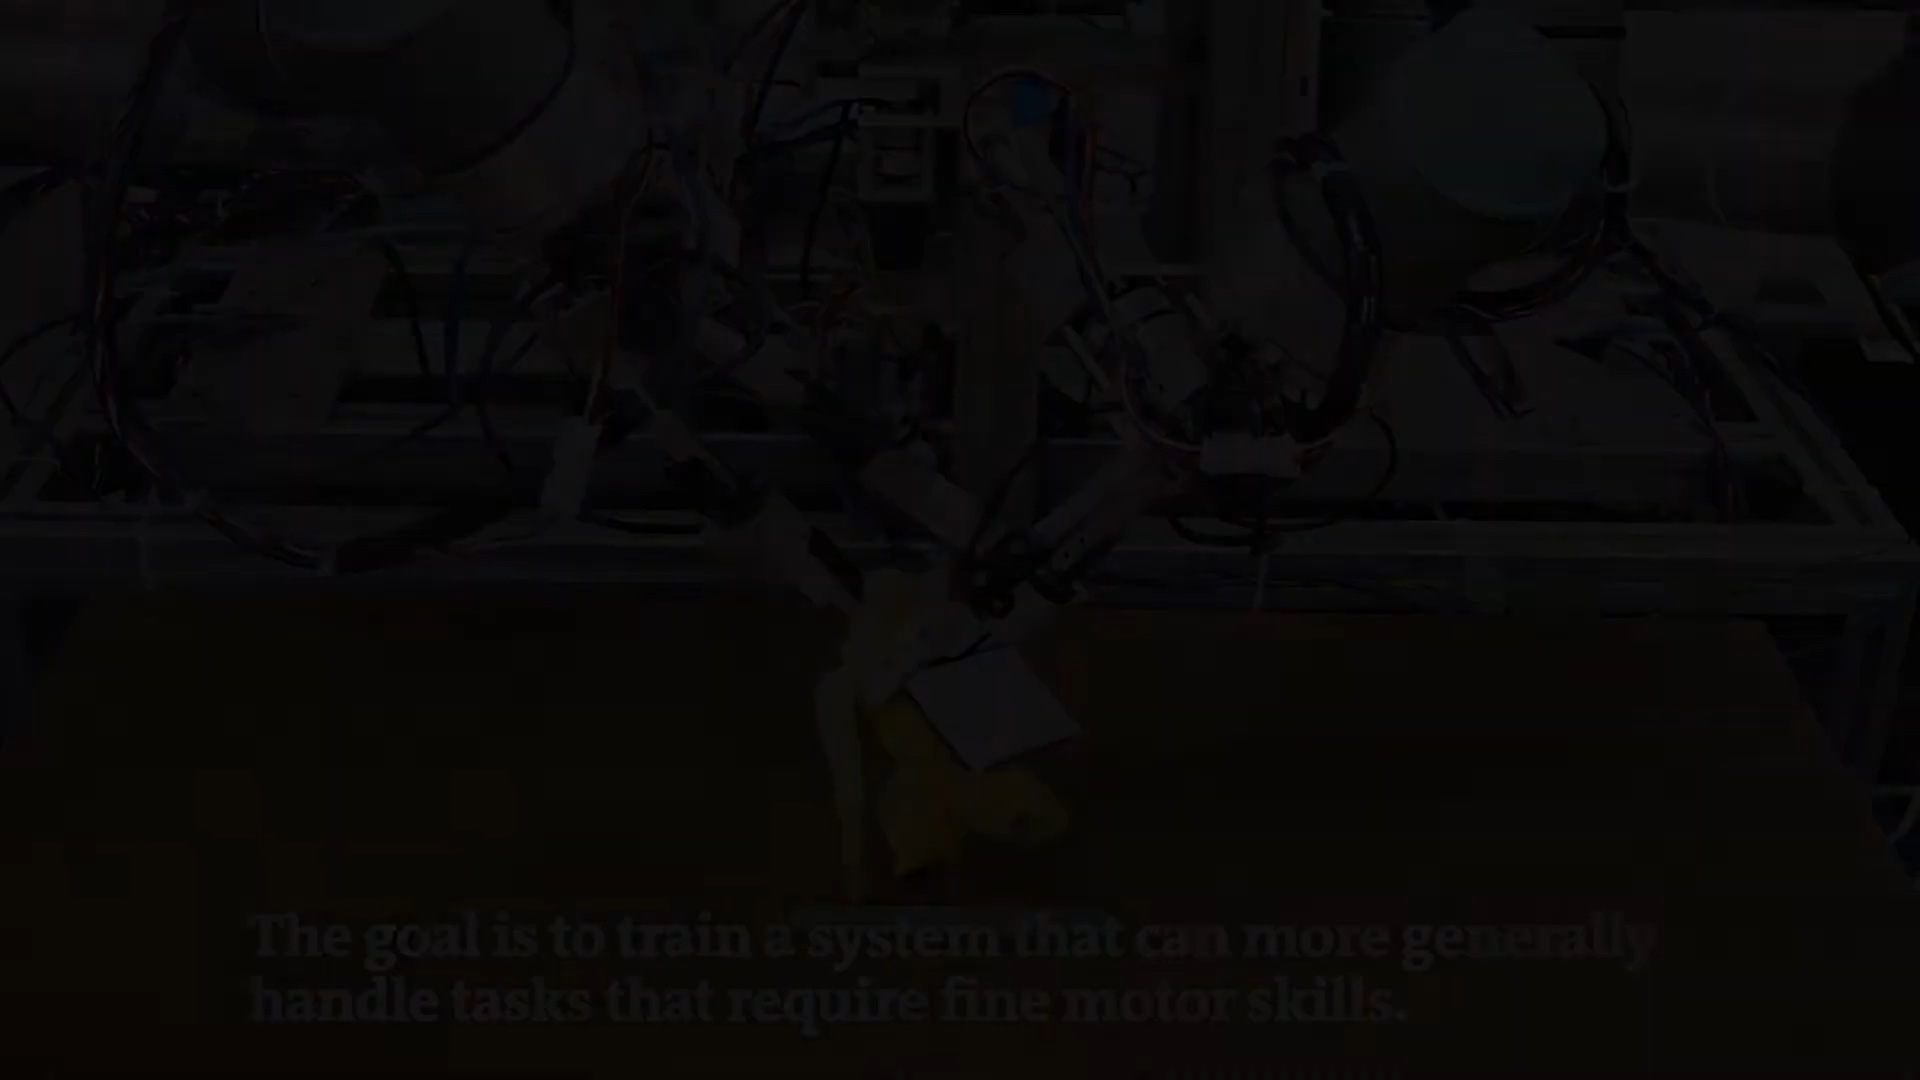 The goal is to train a system that can more generally
handle tasks that require fine motor skills.